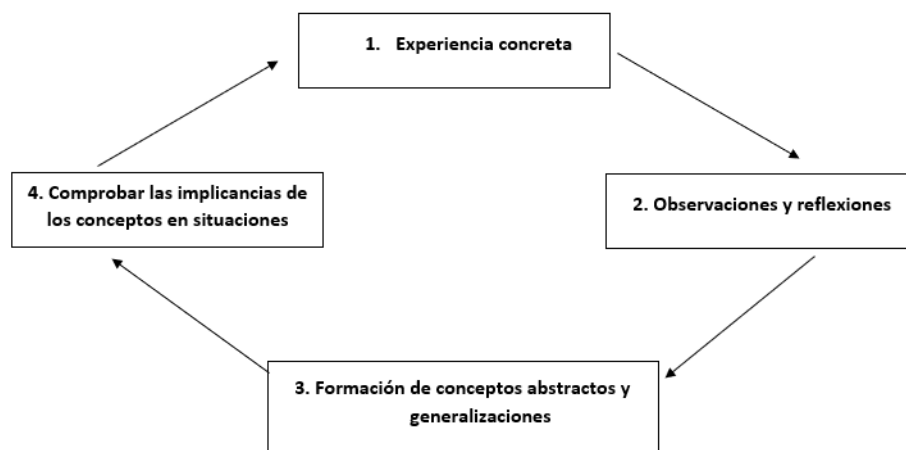 1. Experiencia concreta
2. Observaciones y reflexiones
3. Formación de conceptos abstractos y
generalizaciones
4. Comprobar las implicancias de
los conceptos en situaciones